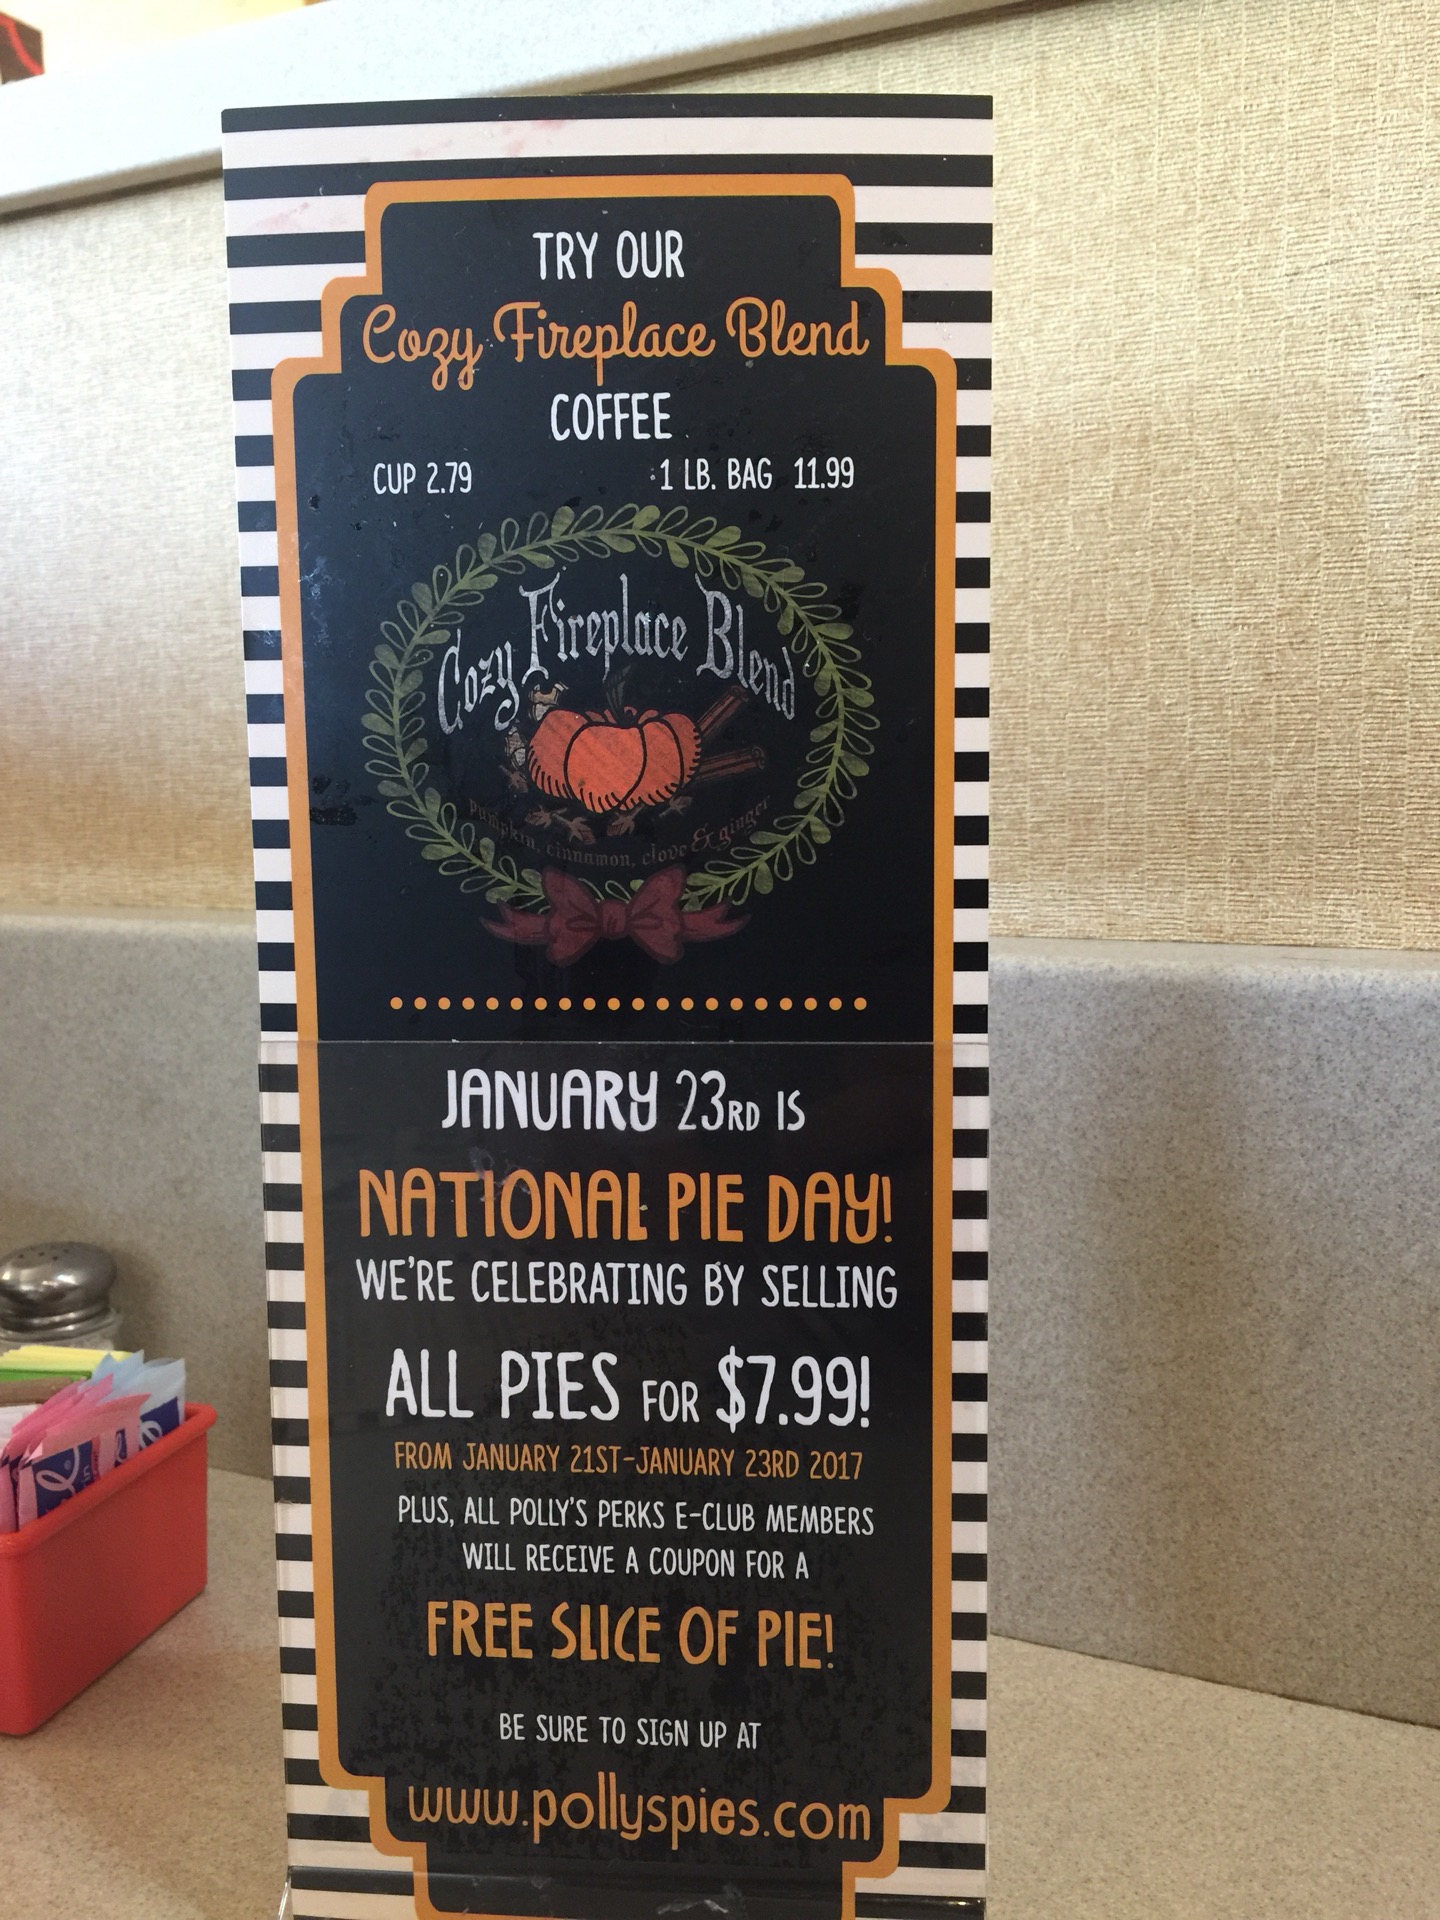 TRY OUR
Cozy Fireplace Blend
COFFEE
CUP 2.79 1 LB. BAG 11.99
Cozy Fireplace Blend
pumpkin, cinnamon, clove & ginger
JANUARY 23RD IS
NATIONAL PIE DAY!
WE'RE CELEBRATING BY SELLING
ALL PIES FOR $7.99!
FROM JANUARY 21ST-JANUARY 23RD 2017
PLUS, ALL POLLY'S PERKS E-CLUB MEMBERS
WILL RECEIVE A COUPON FOR A
FREE SLICE OF PIE!
BE SURE TO SIGN UP AT
www.pollyspies.com